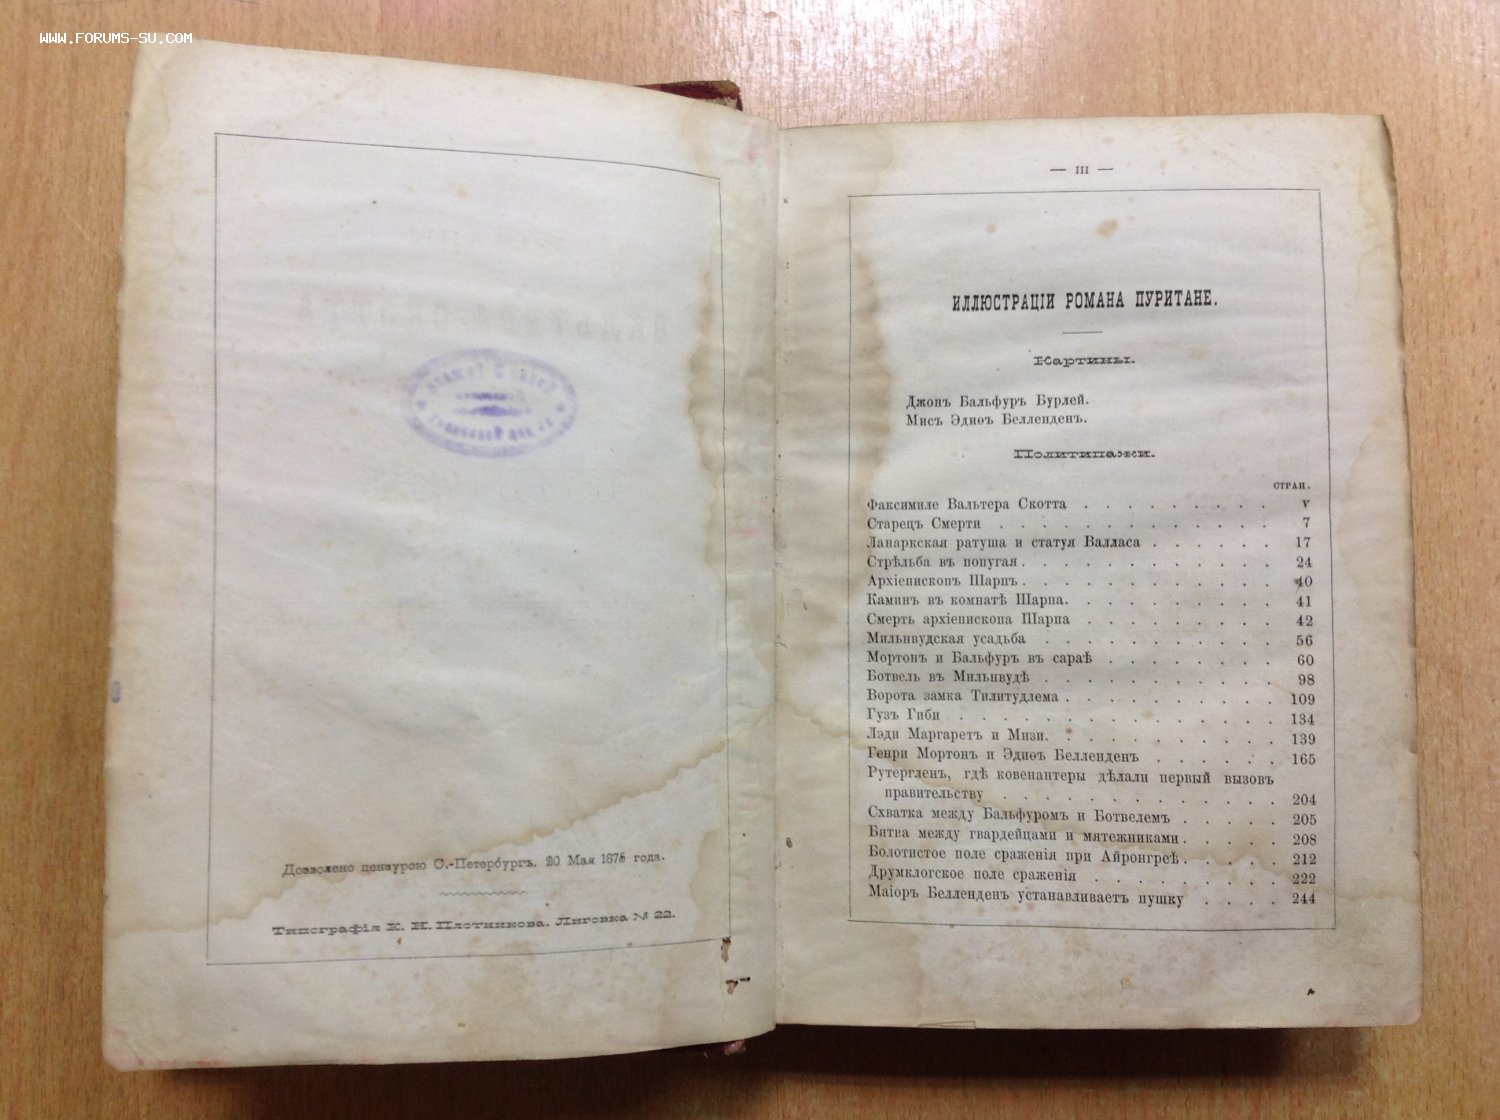 WWW.FORUMS-SU.COM
Дозволено цензурою С.-Петербургъ. 20 Мая 1875 года.
Типографія К. Н. Плотникова. Лиговка № 22.
— III —
ИЛЛЮСТРАЦІИ РОМАНА ПУРИТАНЕ.
Картины.
Джонъ Бальфуръ Бурлей.
Мисъ Эдиѳь Белленденъ.
Политипажи.
СТРАН.
Факсимиле Вальтера Скотта . . . . . . . . . V
Старецъ Смерти . . . . . . . . . . . . . 7
Ланаркская ратуша и статуя Валласа . . . . . . 17
Стрѣльба въ попугая . . . . . . . . . . . . 24
Архіепископъ Шарпъ . . . . . . . . . . . . 40
Каминъ въ комнатѣ Шарпа. . . . . . . . . . 41
Смерть архіепископа Шарпа . . . . . . . . . 42
Мильнвудская усадьба . . . . . . . . . . . 56
Мортонъ и Бальфуръ въ сараѣ . . . . . . . . 60
Ботвель въ Мильнвудѣ . . . . . . . . . . . 98
Ворота замка Тилитудлема . . . . . . . . . . 109
Гузъ Гиби . . . . . . . . . . . . . . 134
Лэди Маргаретъ и Мизи. . . . . . . . . . . 139
Генри Мортонъ и Эдиѳь Белленденъ . . . . . . 165
Рутергленъ, гдѣ ковенантеры дѣлали первый вызовъ
правительству . . . . . . . . . . . . . 204
Схватка между Бальфуромъ и Ботвелемъ . . . . . 205
Битва между гвардейцами и мятежниками . . . . . 208
Болотистое поле сраженія при Айронгреѣ . . . . . 212
Друмклогское поле сраженія . . . . . . . . . 222
Маіоръ Белленденъ устанавливаетъ пушку . . . . 244